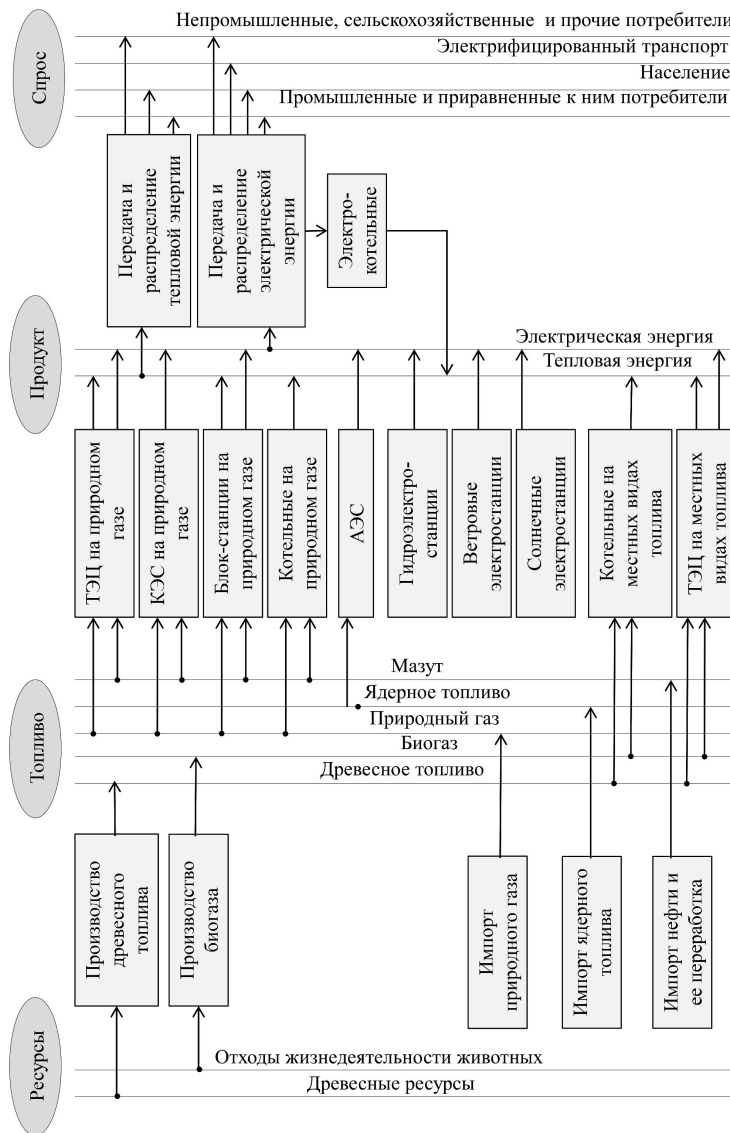 Непромышленные, сельскохозяйственные и прочие потребители
Электрифицированный транспорт
Население
Промышленные и приравненные к ним потребители
Спрос
Передача и
распределение
тепловой энергии
Передача и
распределение
электрической
энергии
Электро-
котельные
Продукт
Электрическая энергия
Тепловая энергия
ТЭЦ на природном
газе
КЭС на природном
газе
Блок-станции на
природном газе
Котельные на
природном газе
АЭС
Гидроэлектро-
станции
Ветровые
электростанции
Солнечные
электростанции
Котельные на
местных видах
топлива
ТЭЦ на местных
видах топлива
Топливо
Мазут
Ядерное топливо
Природный газ
Биогаз
Древесное топливо
Производство
древесного
топлива
Производство
биогаза
Импорт
природного газа
Импорт ядерного
топлива
Импорт нефти и
ее переработка
Ресурсы
Отходы жизнедеятельности животных
Древесные ресурсы